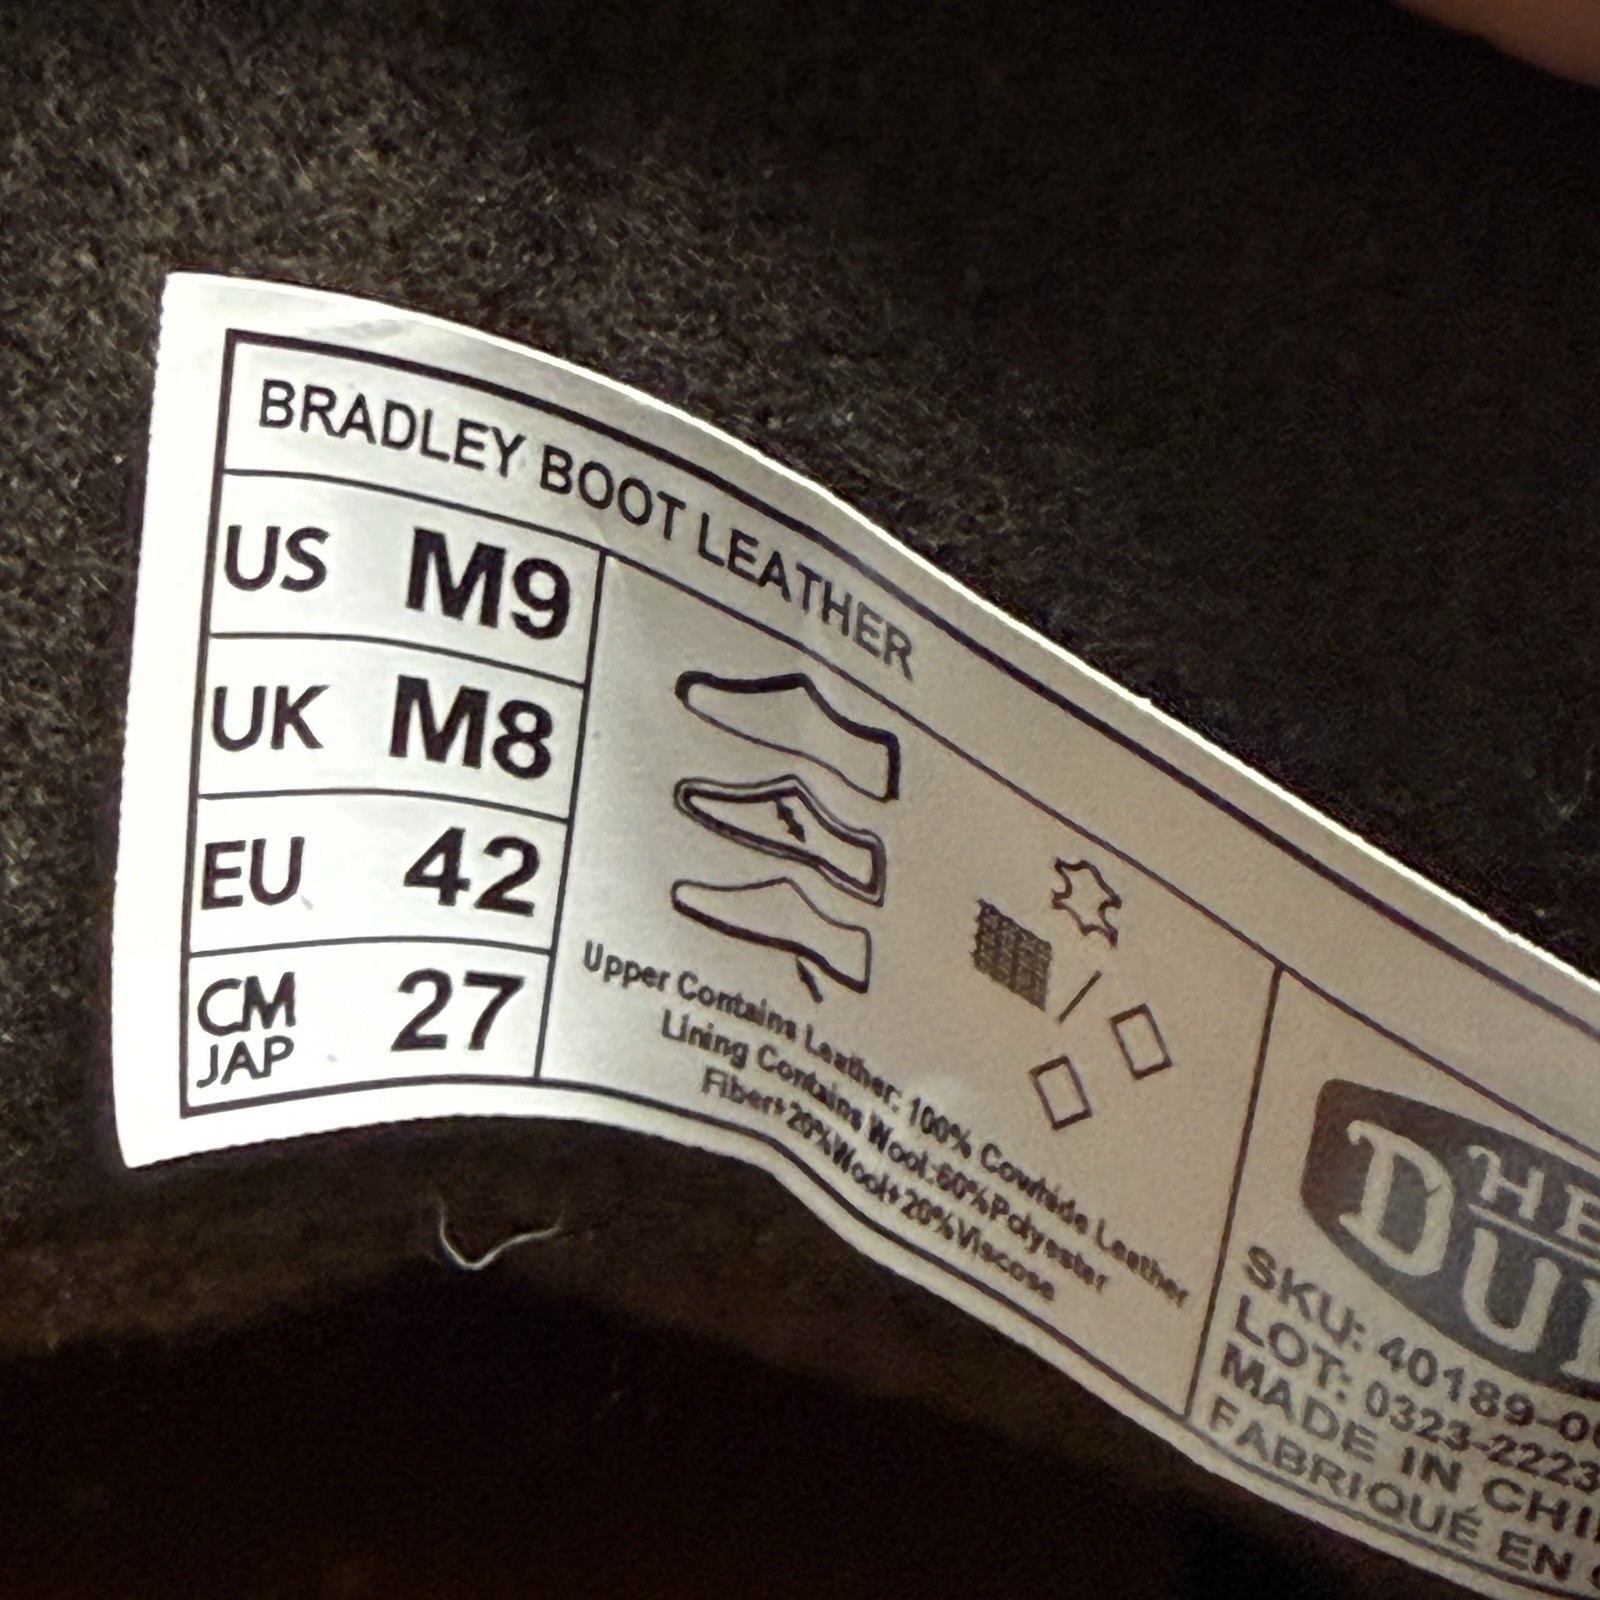 BRADLEY BOOT LEATHER
US M9
UK M8
EU 42
CM JAP 27
Upper Contains Leather: 100% Cowhide Leather
Lining Contains Wool:60%Polyester
Fiber+20%Wool+20%Viscose
HE
DU
SKU: 40189-0
LOT: 0323-2223
MADE IN CHI
FABRIQUÉ EN